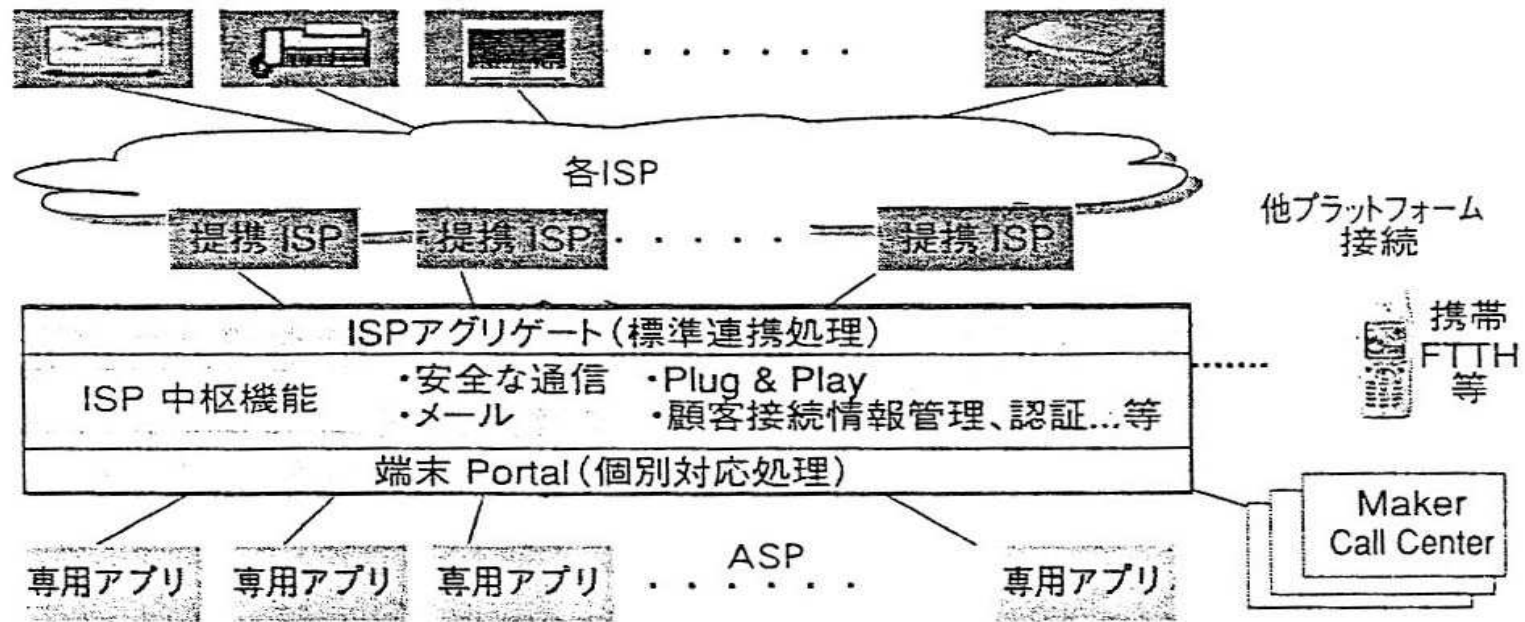 各ISP
提携 ISP 提携 ISP ・・・・・ 提携 ISP
他プラットフォーム
接続
ISPアグリゲート(標準連携処理)
ISP 中枢機能
・安全な通信 ・Plug & Play
・メール ・顧客接続情報管理、認証...等
端末 Portal(個別対応処理)
携帯
FTTH
等
Maker
Call Center
ASP
専用アプリ 専用アプリ 専用アプリ ・・・・・・ 専用アプリ